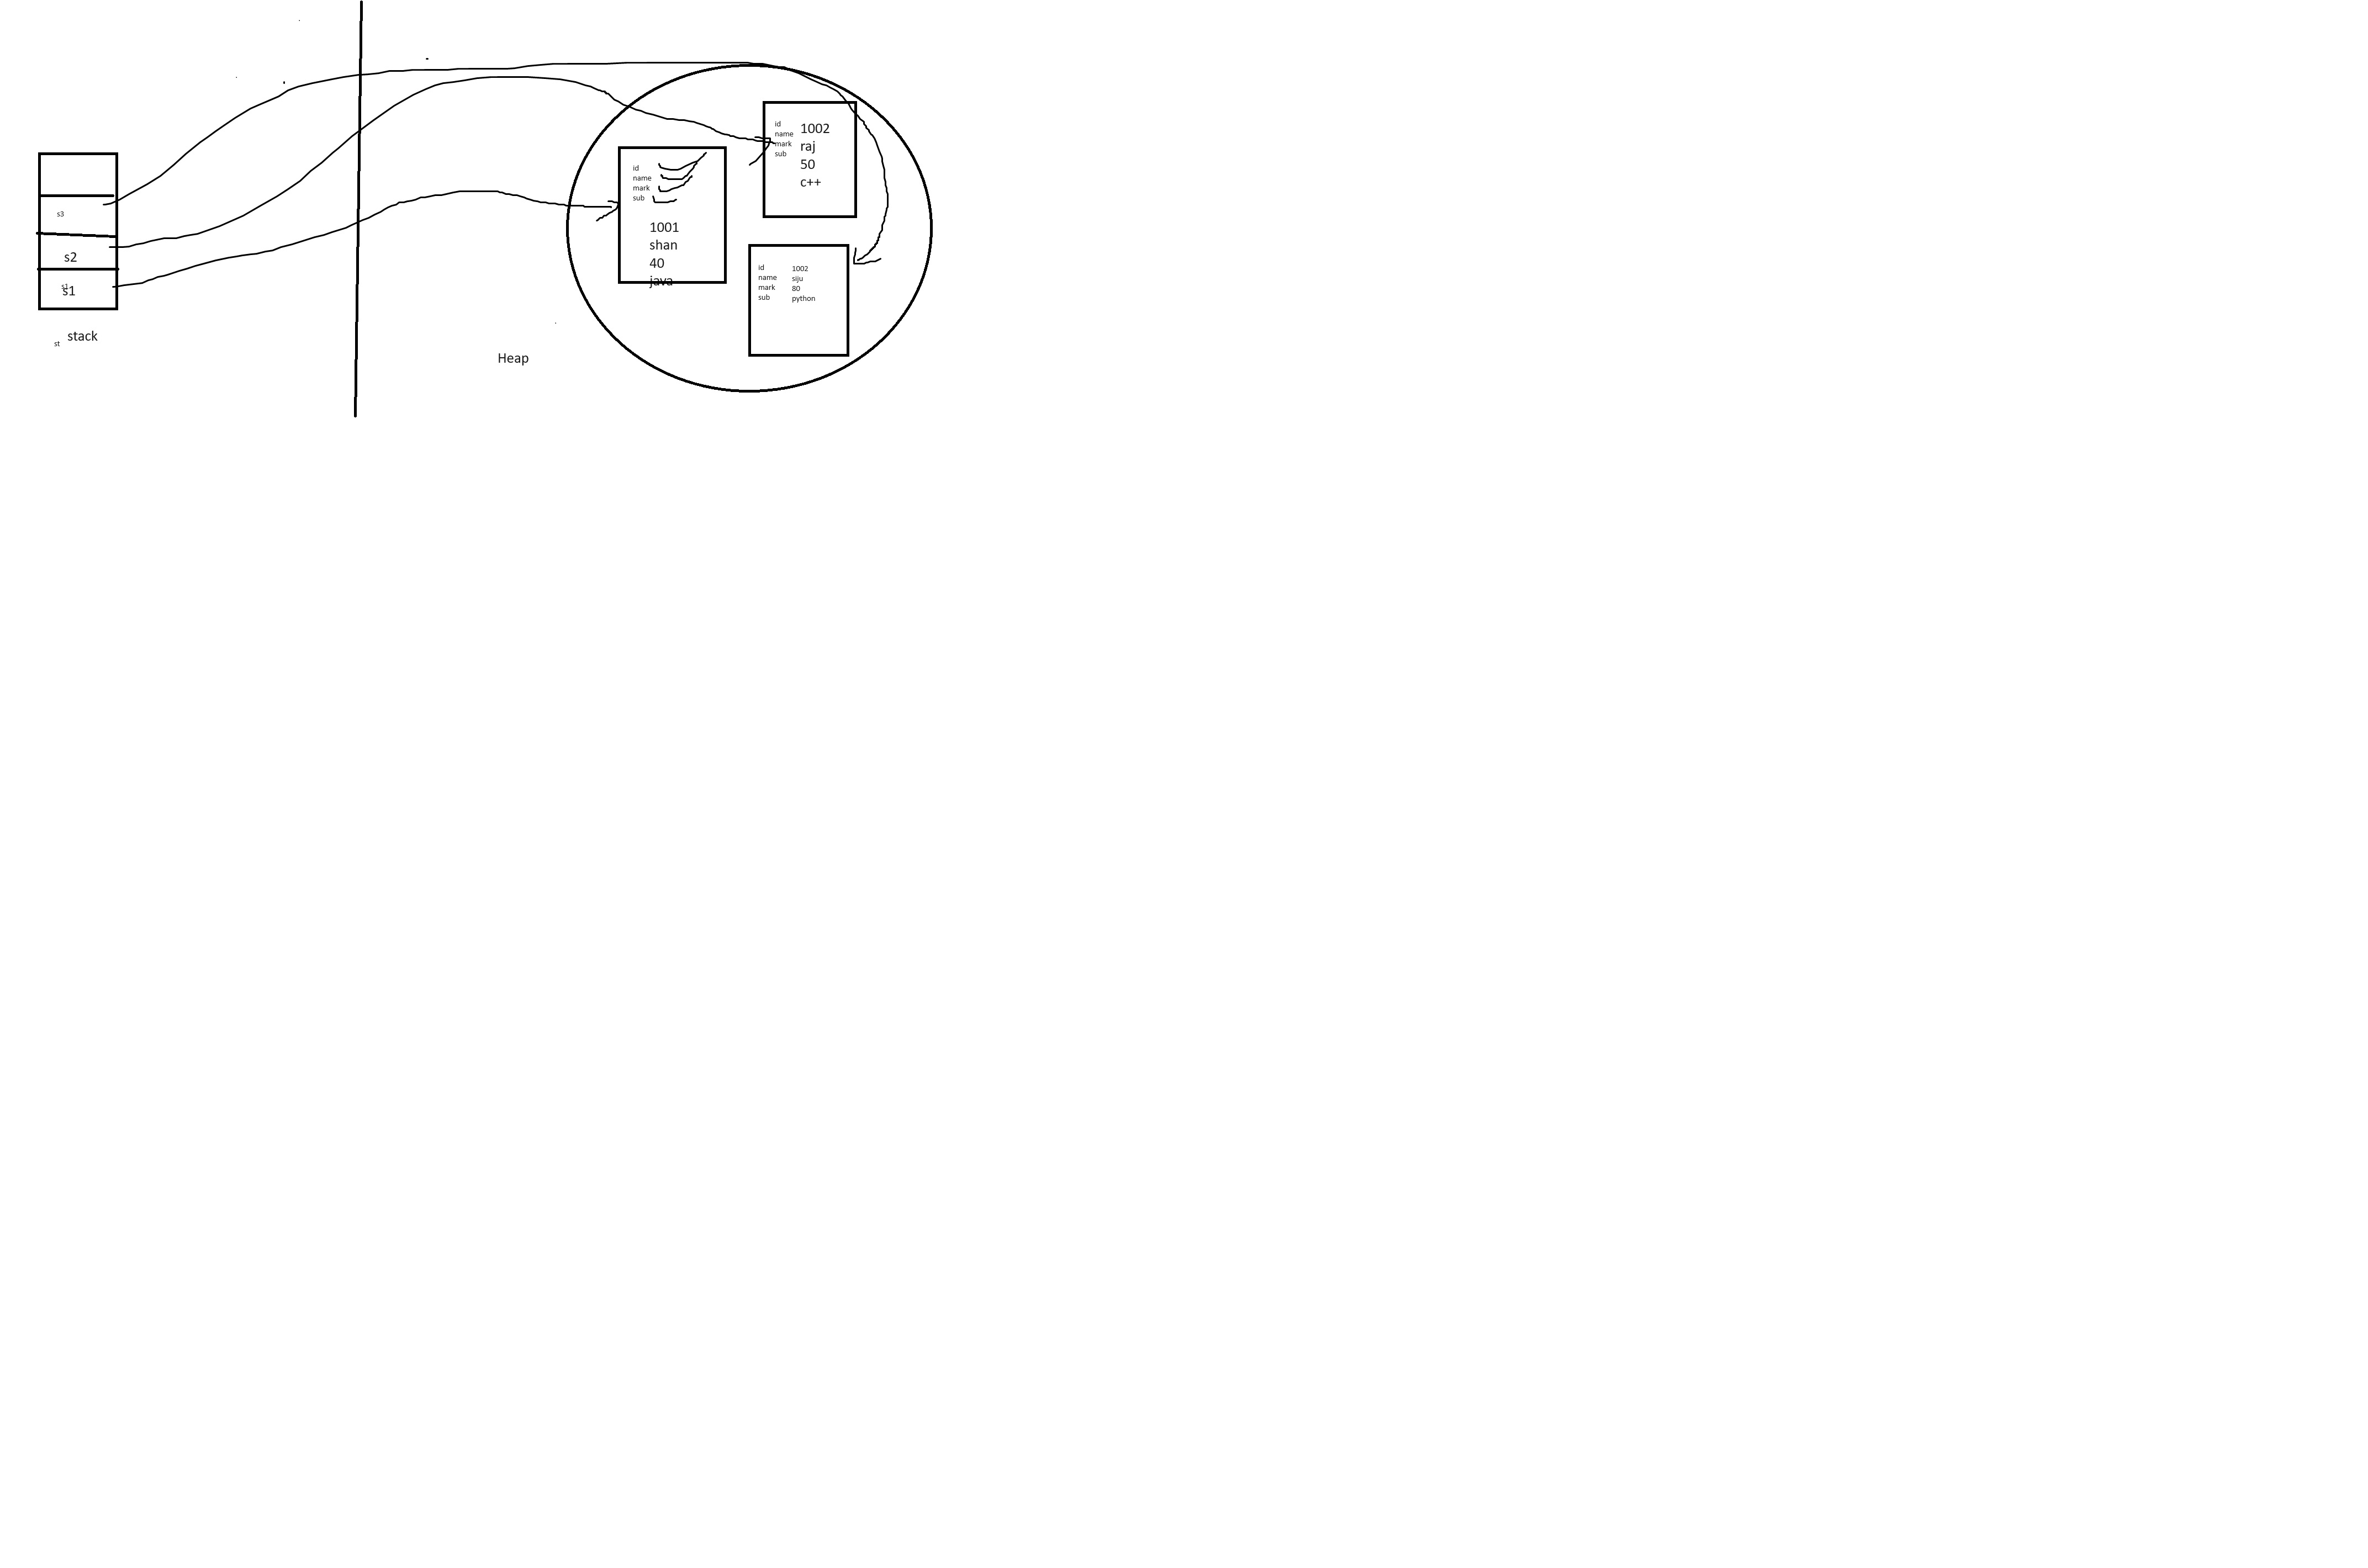 s3
s2
s1
s1
stack
st
Heap
id
name
mark
sub
1001
shan
40
java
id
name
mark
sub
1002
raj
50
c++
id
name
mark
sub
1002
siju
80
python